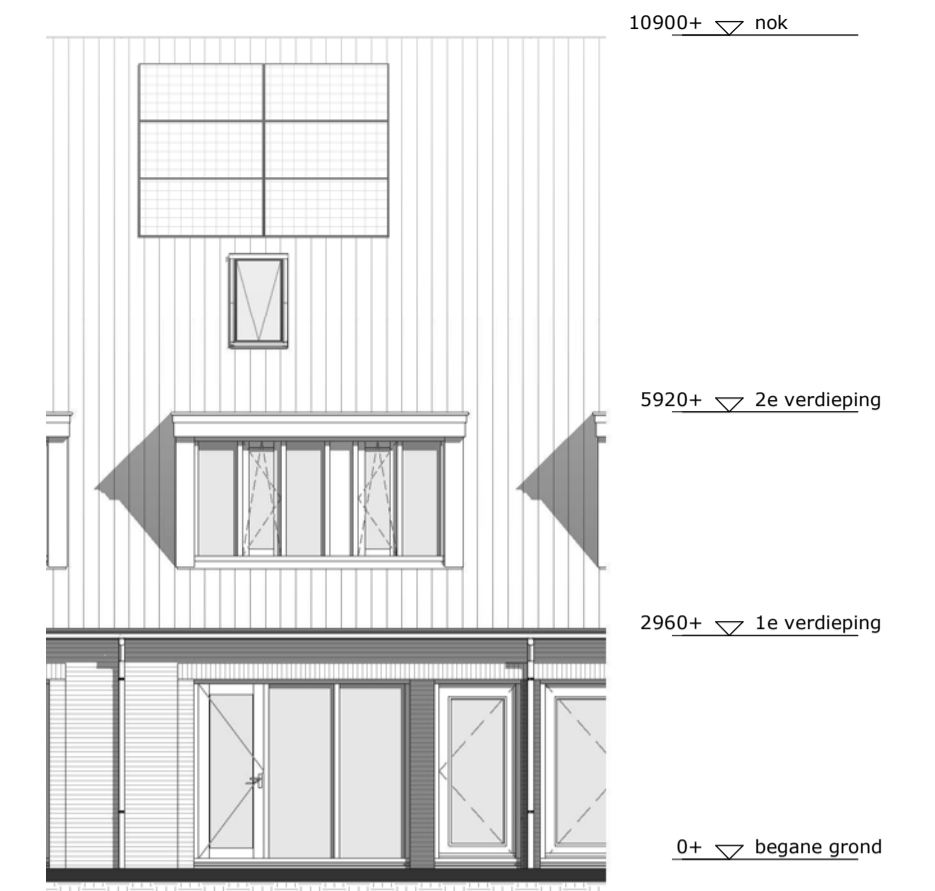 10900+ nok
5920+ 2e verdieping
2960+ 1e verdieping
0+ begane grond